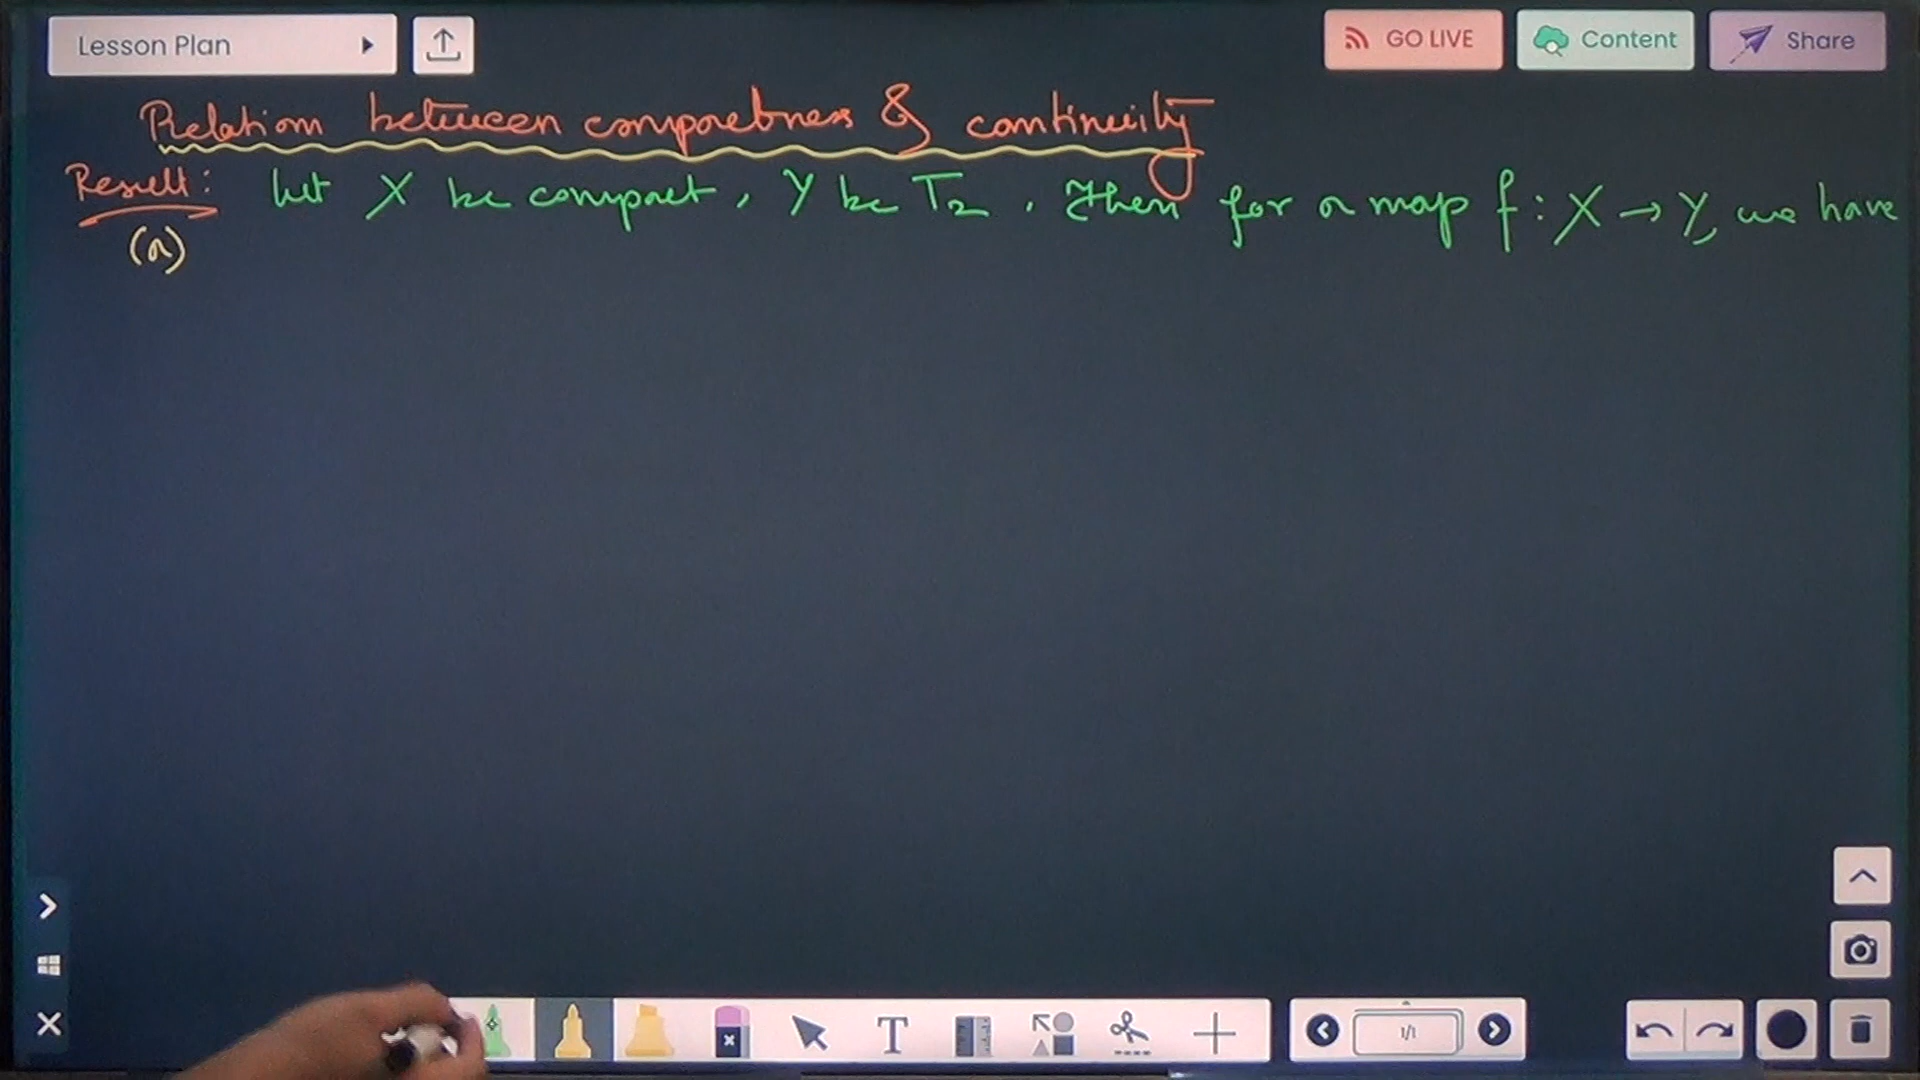 Lesson Plan
GO LIVE
Content
Share
Relation between compactness & continuity
Result: Let X be compact, Y be T₂. Then for a map f: X → Y, we have
(a)
T
1/1